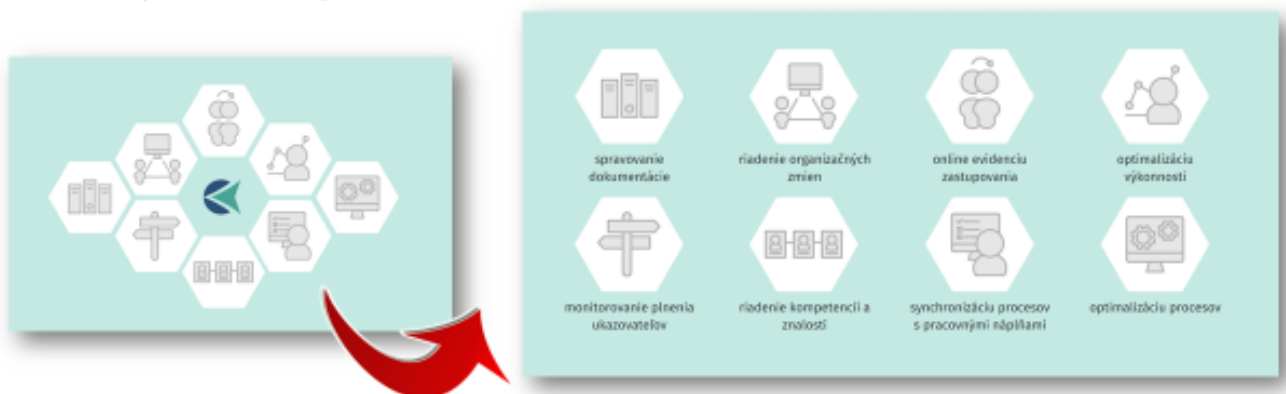 spravovanie
dokumentácie
riadenie organizačných
zmien
online evidenciu
zastupovania
optimalizáciu
výkonnosti
monitorovanie plnenia
ukazovateľov
riadenie kompetencií a
znalostí
synchronizáciu procesov
s pracovnými náplňami
optimalizáciu procesov